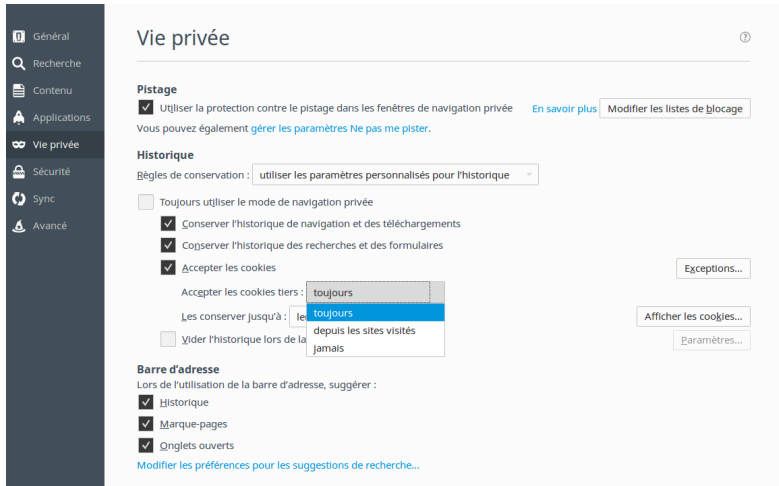 Général
Recherche
Contenu
Applications
Vie privée
Sécurité
Sync
Avancé
Vie privée
Pistage
Utiliser la protection contre le pistage dans les fenêtres de navigation privée En savoir plus Modifier les listes de blocage
Vous pouvez également gérer les paramètres Ne pas me pister.
Historique
Règles de conservation : utiliser les paramètres personnalisés pour l'historique
Toujours utiliser le mode de navigation privée
Conserver l'historique de navigation et des téléchargements
Conserver l'historique des recherches et des formulaires
Accepter les cookies Exceptions...
Accepter les cookies tiers : toujours
toujours
depuis les sites visités
jamais
Les conserver jusqu'à : Afficher les cookies...
Vider l'historique lors de la Paramètres...
Barre d'adresse
Lors de l'utilisation de la barre d'adresse, suggérer :
Historique
Marque-pages
Onglets ouverts
Modifier les préférences pour les suggestions de recherche...